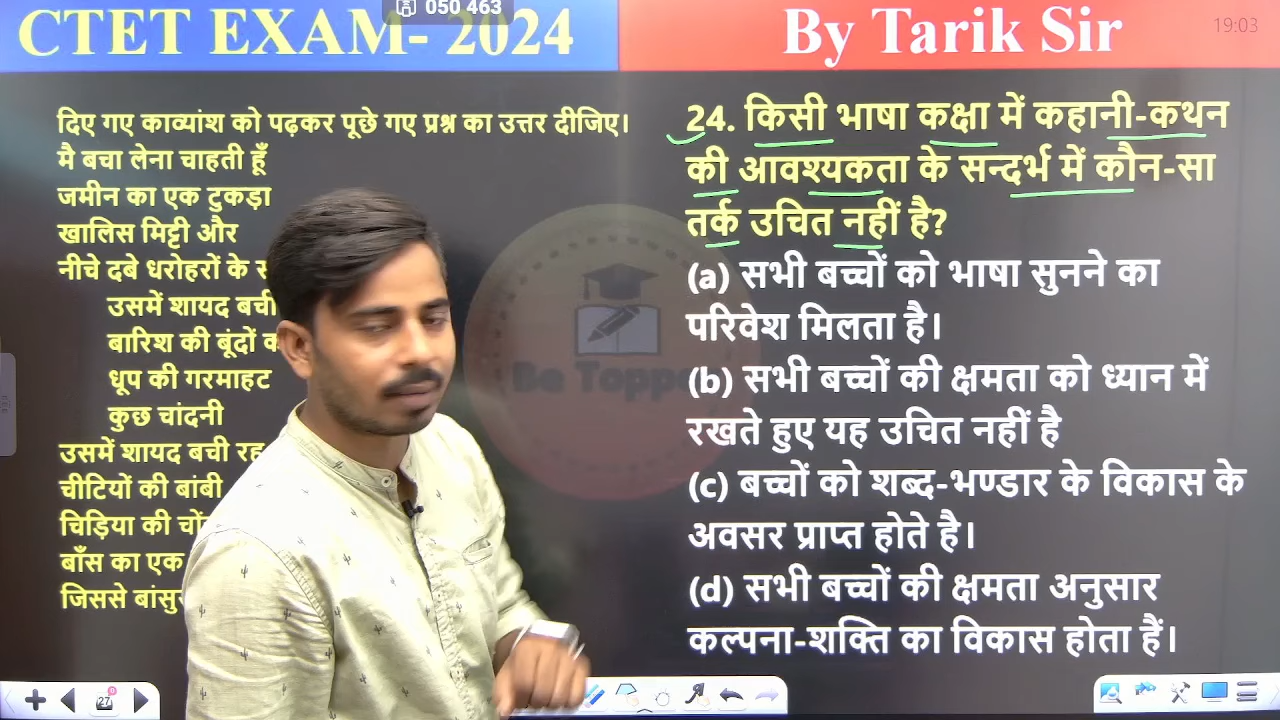 CTET EXAM- 2024
050 463
By Tarik Sir
19:03
दिए गए काव्यांश को पढ़कर पूछे गए प्रश्न का उत्तर दीजिए।
मै बचा लेना चाहती हूँ
जमीन का एक टुकड़ा
खालिस मिट्टी और
नीचे दबे धरोहरों के
उसमें शायद बची
बारिश की बूंदों
धूप की गरमाहट
कुछ चांदनी
उसमें शायद बची रह
चीटियों की बांबी
चिड़िया की
बाँस का एक
जिससे
24. किसी भाषा कक्षा में कहानी-कथन
की आवश्यकता के सन्दर्भ में कौन-सा
तर्क उचित नहीं है?
(a) सभी बच्चों को भाषा सुनने का
परिवेश मिलता है।
(b) सभी बच्चों की क्षमता को ध्यान में
रखते हुए यह उचित नहीं है
(c) बच्चों को शब्द-भण्डार के विकास के
अवसर प्राप्त होते है।
(d) सभी बच्चों की क्षमता अनुसार
कल्पना-शक्ति का विकास होता हैं।
Be
27